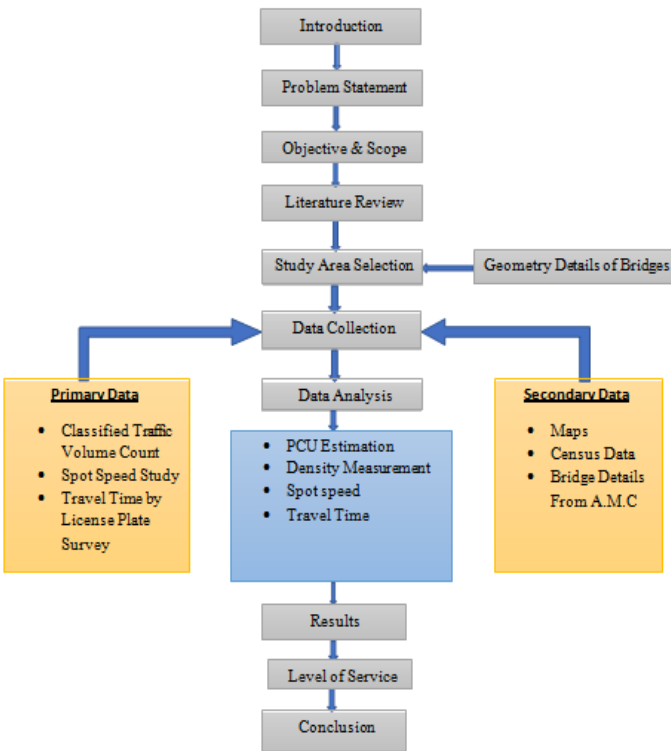 Introduction
Problem Statement
Objective & Scope
Literature Review
Study Area Selection
Geometry Details of Bridges
Data Collection
Primary Data
• Classified Traffic
Volume Count
• Spot Speed Study
• Travel Time by
License Plate
Survey
Data Analysis
• PCU Estimation
• Density Measurement
• Spot speed
• Travel Time
Secondary Data
• Maps
• Census Data
• Bridge Details
From A.M.C
Results
Level of Service
Conclusion